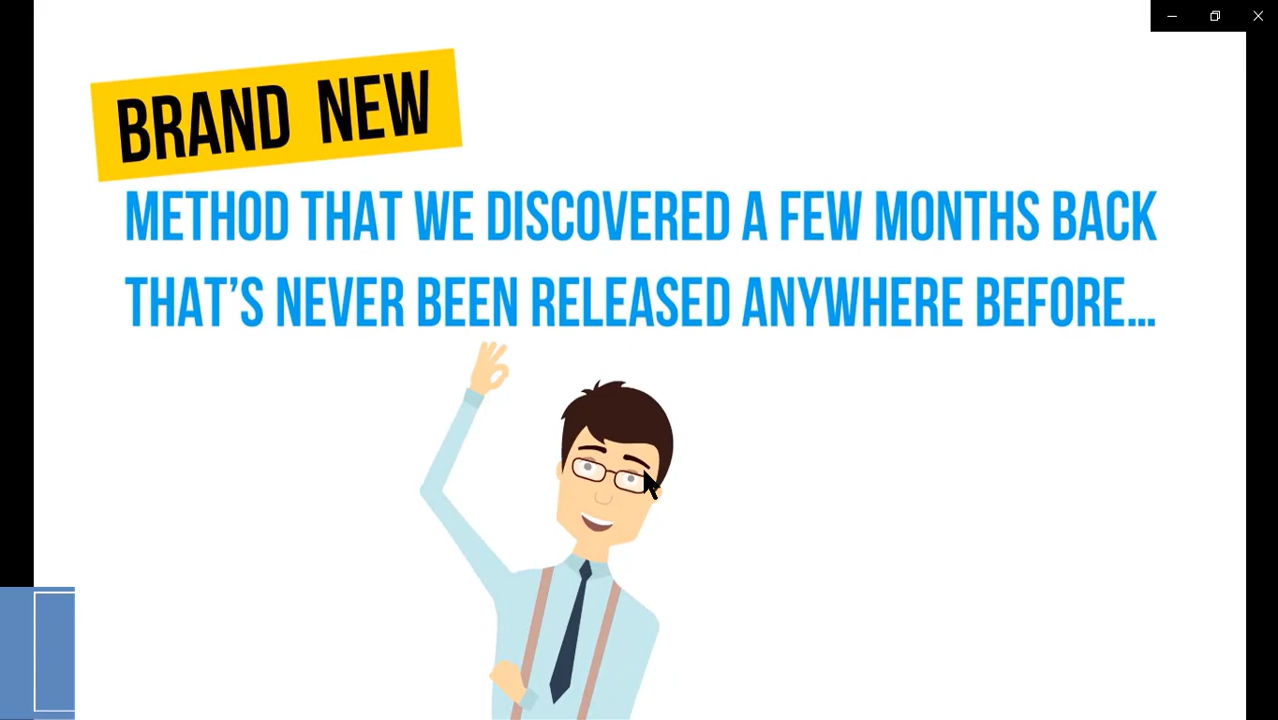 BRAND NEW
METHOD THAT WE DISCOVERED A FEW MONTHS BACK
THAT'S NEVER BEEN RELEASED ANYWHERE BEFORE...